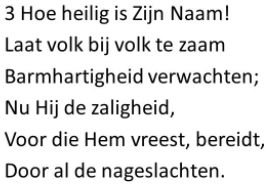 3 Hoe heilig is Zijn Naam!
Laat volk bij volk te zaam
Barmhartigheid verwachten;
Nu Hij de zaligheid,
Voor die Hem vreest, bereidt,
Door al de nageslachten.